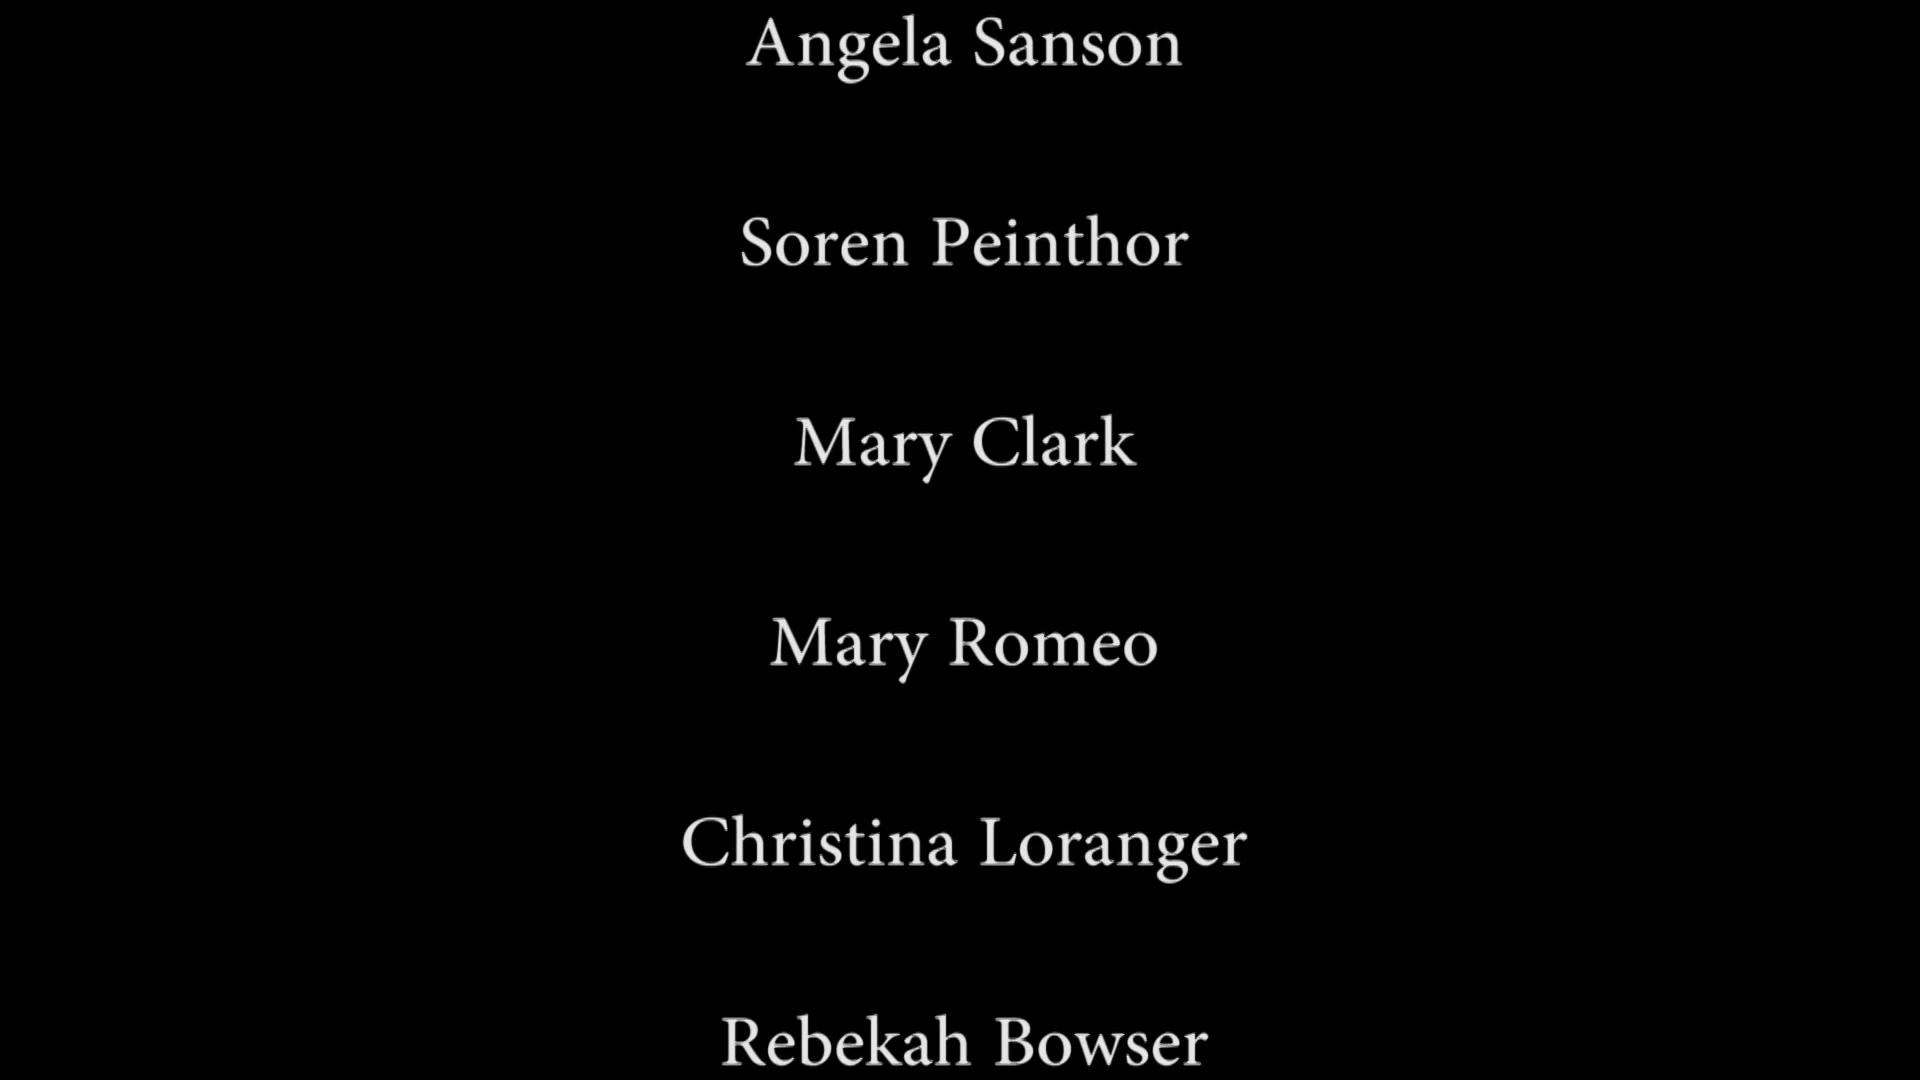 Angela Sanson
Soren Peinthor
Mary Clark
Mary Romeo
Christina Loranger
Rebekah Bowser